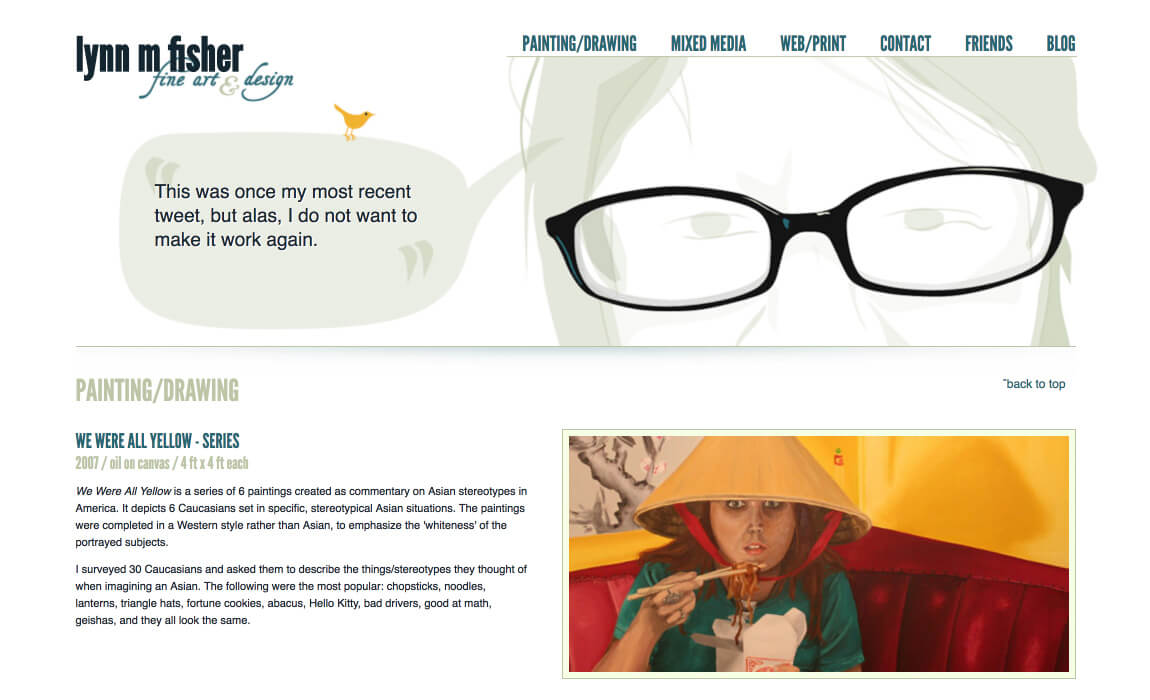 lynn m fisher
fine art & design
PAINTING/DRAWING MIXED MEDIA WEB/PRINT CONTACT FRIENDS BLOG
“
This was once my most recent
tweet, but alas, I do not want to
make it work again.
”
PAINTING/DRAWING
ˆback to top
WE WERE ALL YELLOW - SERIES
2007 / oil on canvas / 4 ft x 4 ft each
We Were All Yellow is a series of 6 paintings created as commentary on Asian stereotypes in
America. It depicts 6 Caucasians set in specific, stereotypical Asian situations. The paintings
were completed in a Western style rather than Asian, to emphasize the 'whiteness' of the
portrayed subjects.
I surveyed 30 Caucasians and asked them to describe the things/stereotypes they thought of
when imagining an Asian. The following were the most popular: chopsticks, noodles,
lanterns, triangle hats, fortune cookies, abacus, Hello Kitty, bad drivers, good at math,
geishas, and they all look the same.